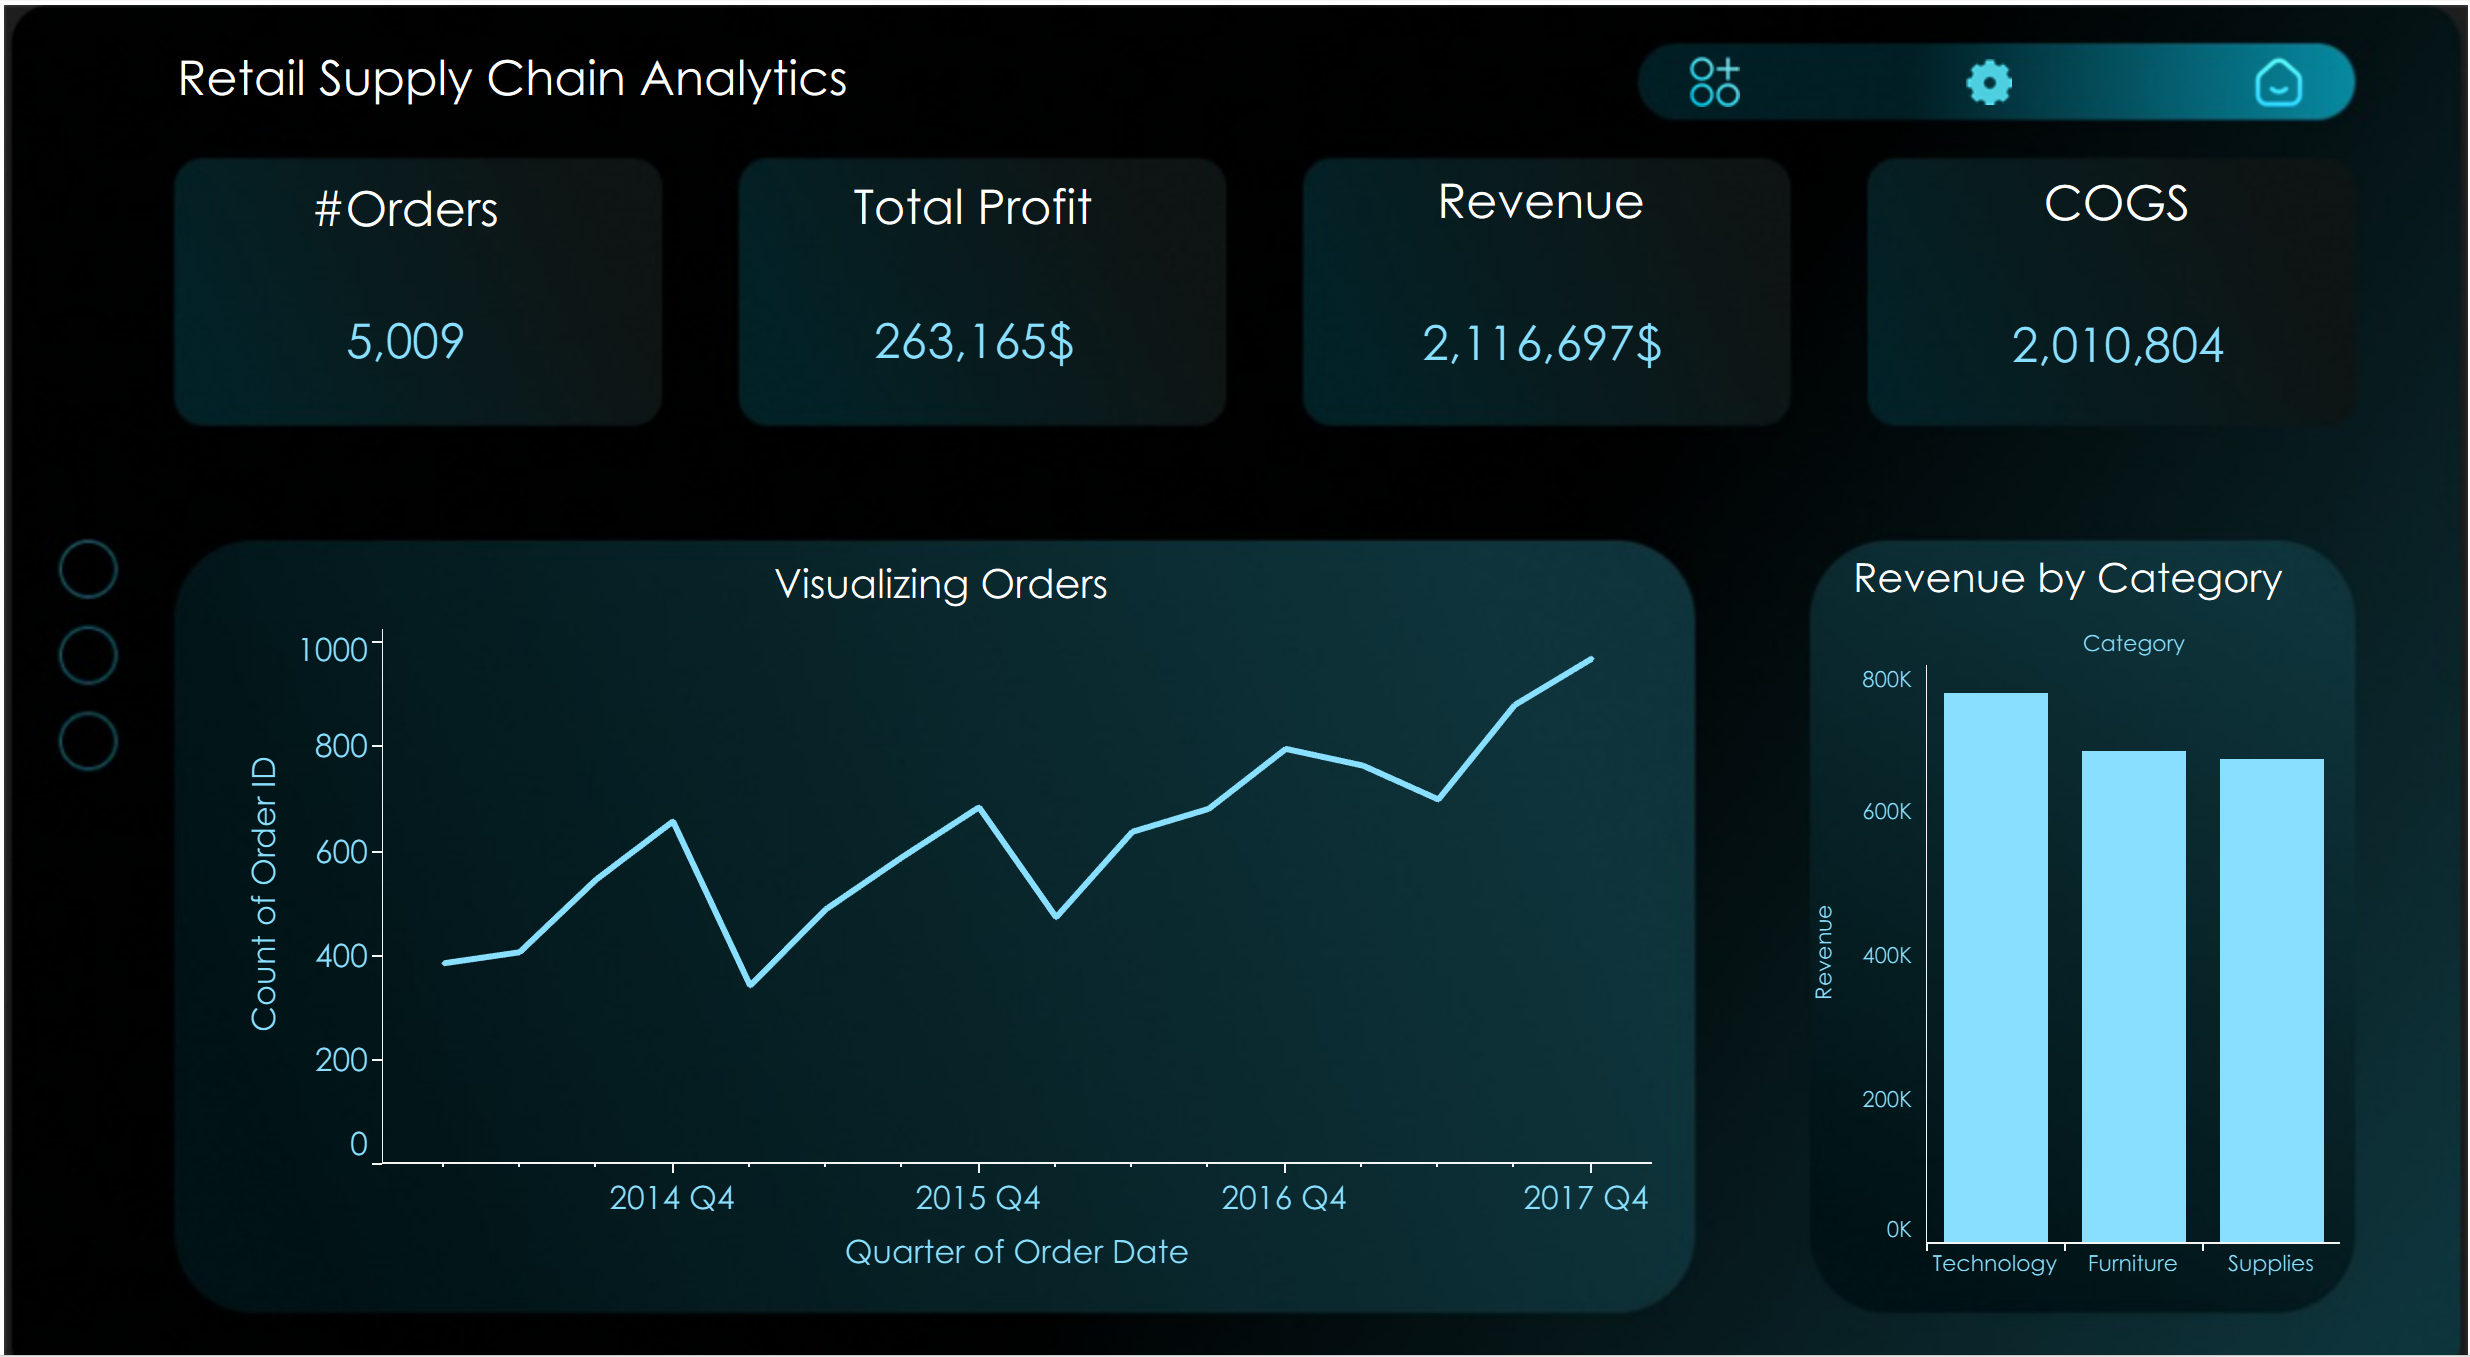 Retail Supply Chain Analytics
#Orders
5,009
Total Profit
263,165$
Revenue
2,116,697$
COGS
2,010,804
Visualizing Orders
Count of Order ID
1000
800
600
400
200
0
2014 Q4
2015 Q4
2016 Q4
2017 Q4
Quarter of Order Date
Revenue by Category
Category
Revenue
800K
600K
400K
200K
0K
Technology
Furniture
Supplies